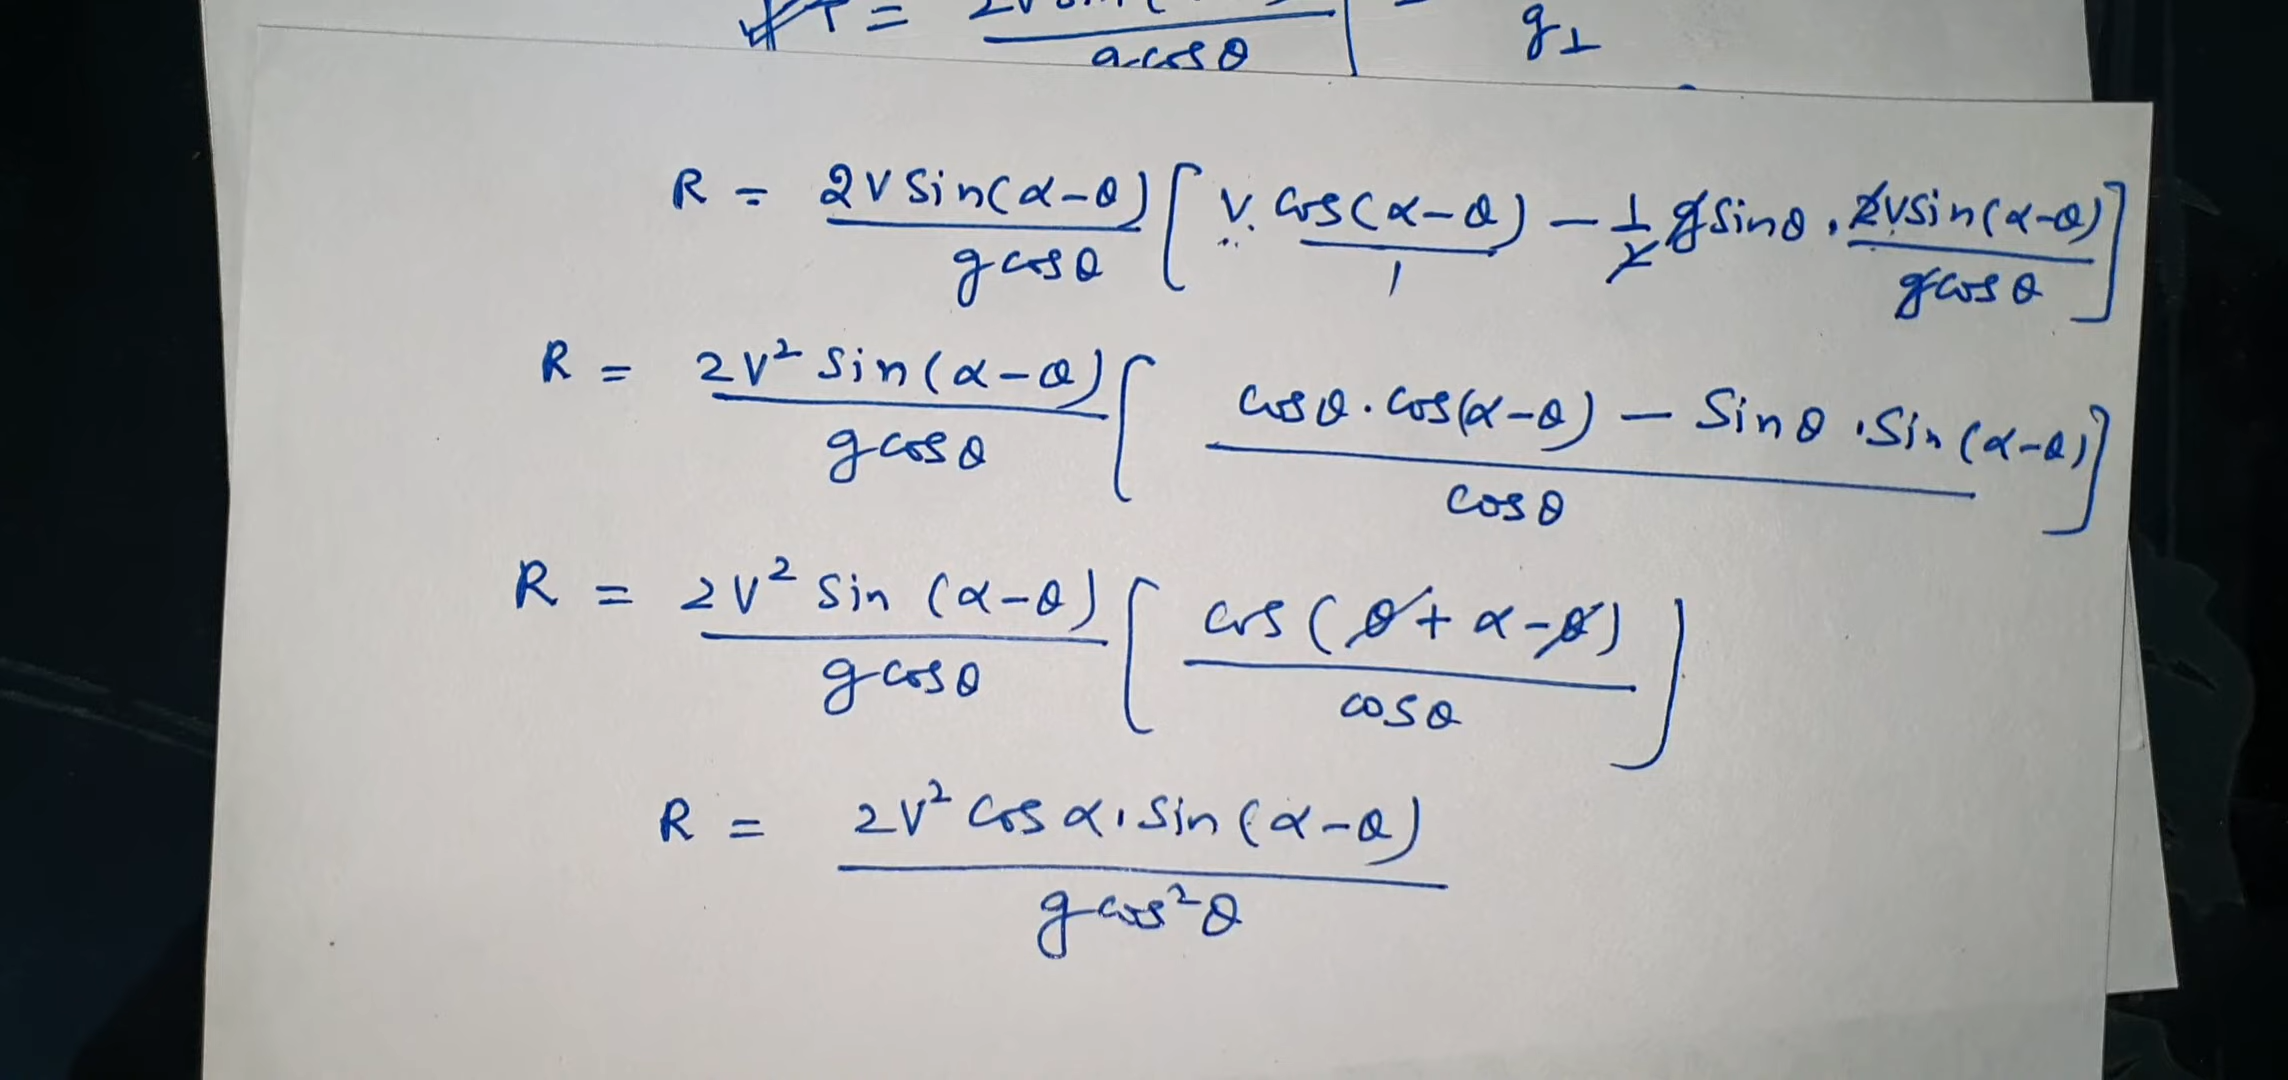 T = 2v / g cos θ
g⊥
R = 2V Sin(α-θ) / g cos θ [ V. cos(α-θ) / 1 - 1/2 g Sin θ . 2V sin(α-θ) / g cos θ ]
R = 2V² Sin(α-θ) / g cos θ [ cos θ . cos(α-θ) - Sin θ . Sin(α-θ) / cos θ ]
R = 2V² Sin (α-θ) / g cos θ [ cos (θ + α - θ) / cos θ ]
R = 2V² cos α . Sin (α-θ) / g cos² θ